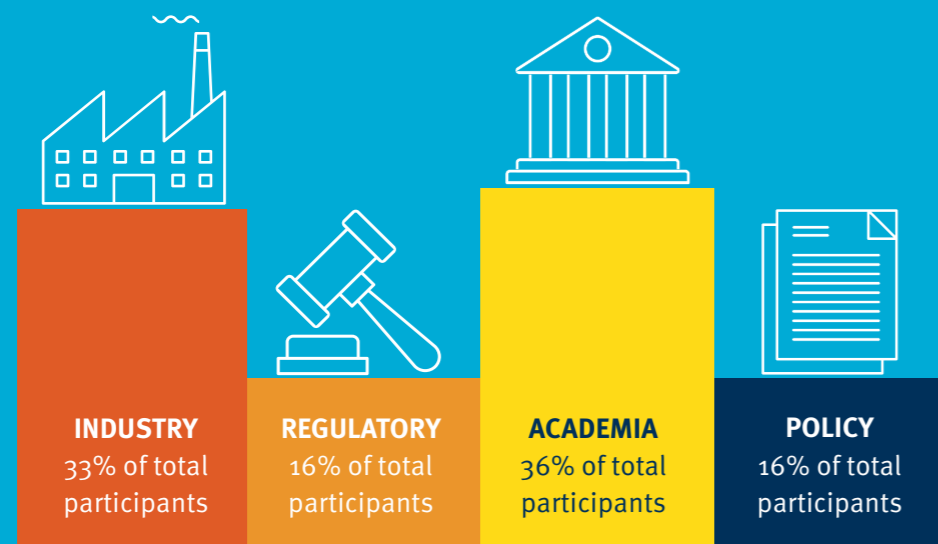 INDUSTRY
33% of total
participants
REGULATORY
16% of total
participants
ACADEMIA
36% of total
participants
POLICY
16% of total
participants